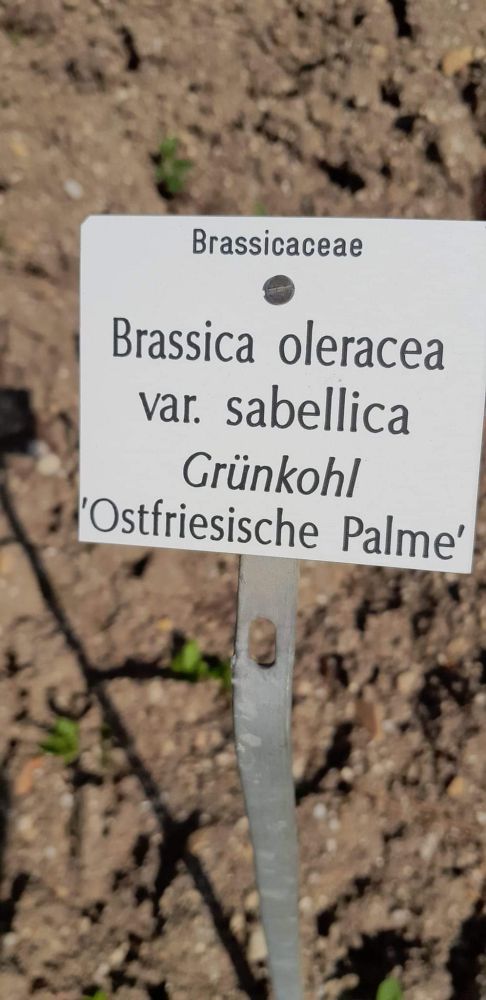 Brassicaceae
Brassica oleracea
var. sabellica
Grünkohl
'Ostfriesische Palme'